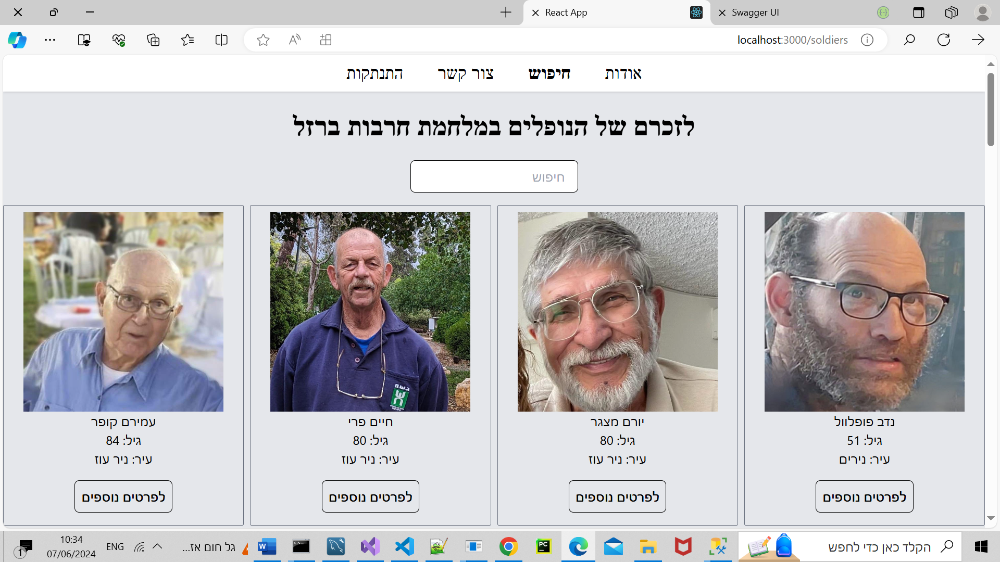 React App
Swagger UI
localhost:3000/soldiers
אודות
חיפוש
צור קשר
התנתקות
לזכרם של הנופלים במלחמת חרבות ברזל
חיפוש
נדב פופלוול
גיל: 51
עיר: נירים
לפרטים נוספים
יורם מצגר
גיל: 80
עיר: ניר עוז
לפרטים נוספים
חיים פרי
גיל: 80
עיר: ניר עוז
לפרטים נוספים
עמירם קופר
גיל: 84
עיר: ניר עוז
לפרטים נוספים
הקלד כאן כדי לחפש
PC
W
גל חום אז...
ENG
10:34
07/06/2024
1